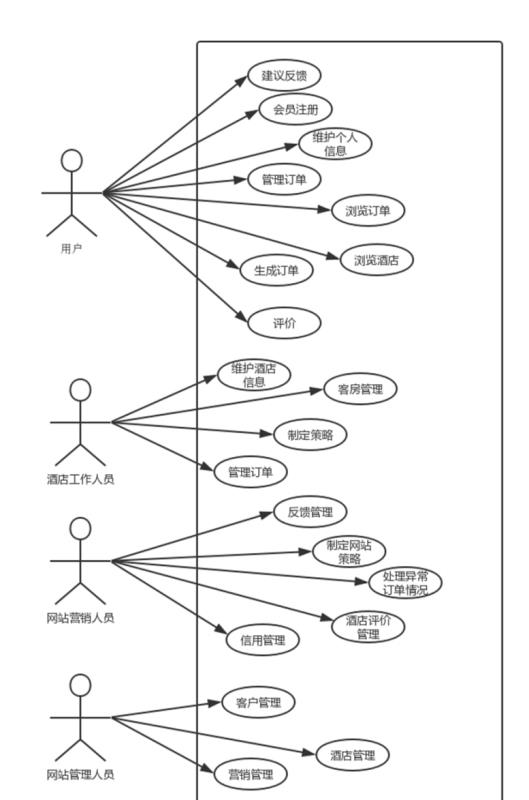 建议反馈
会员注册
维护个人
信息
管理订单
浏览订单
用户
浏览酒店
生成订单
评价
维护酒店
信息
客房管理
制定策略
管理订单
酒店工作人员
反馈管理
制定网站
策略
处理异常
订单情况
网站营销人员
酒店评价
管理
信用管理
客户管理
酒店管理
营销管理
网站管理人员